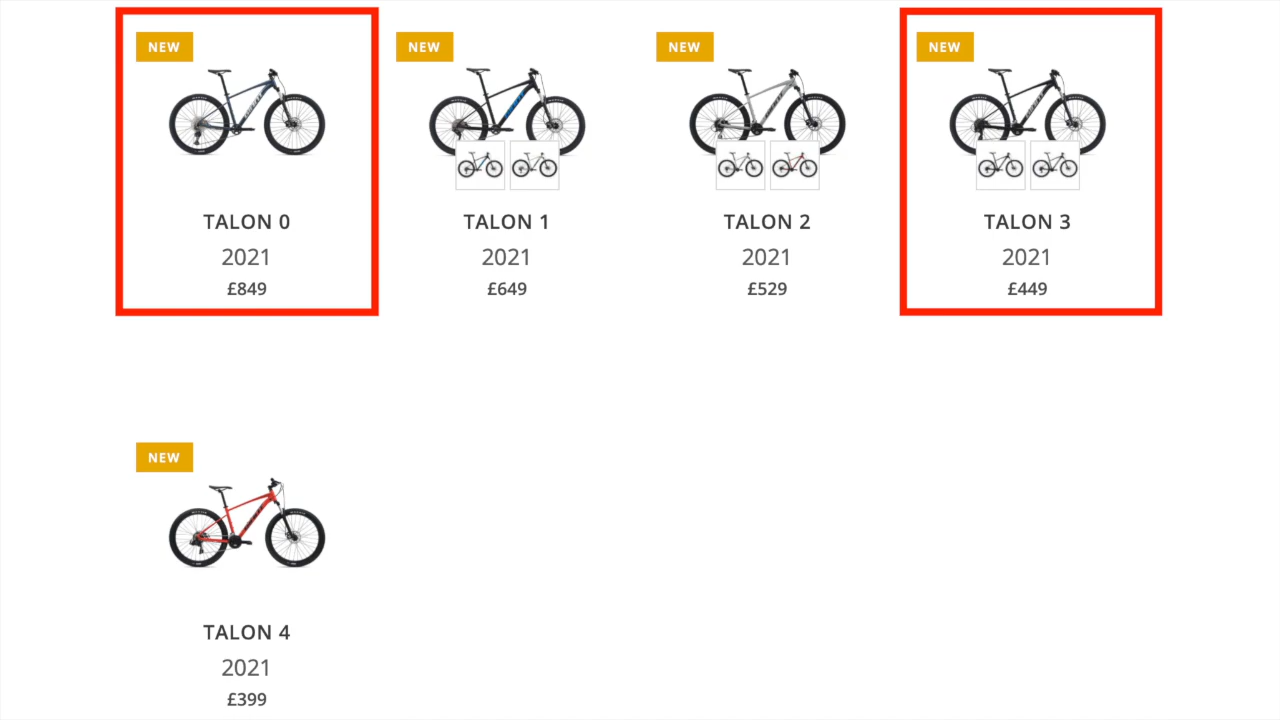 NEW
TALON 0
2021
£849
NEW
TALON 1
2021
£649
NEW
TALON 2
2021
£529
NEW
TALON 3
2021
£449
NEW
TALON 4
2021
£399